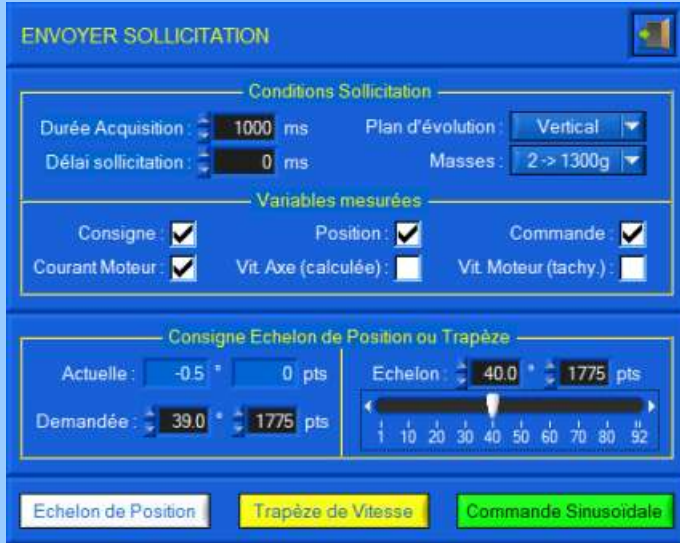 ENVOYER SOLLICITATION
Conditions Sollicitation
Durée Acquisition : 1000 ms Plan d'évolution : Vertical
Délai sollicitation : 0 ms Masses : 2 -> 1300g
Variables mesurées
Consigne : Position : Commande :
Courant Moteur : Vit. Axe (calculée) : Vit. Moteur (tachy.) :
Consigne Echelon de Position ou Trapèze
Actuelle : -0.5 ° 0 pts Echelon : 40.0 ° 1775 pts
Demandée : 39.0 ° 1775 pts
1 10 20 30 40 50 60 70 80 92
Echelon de Position Trapèze de Vitesse Commande Sinusoïdale